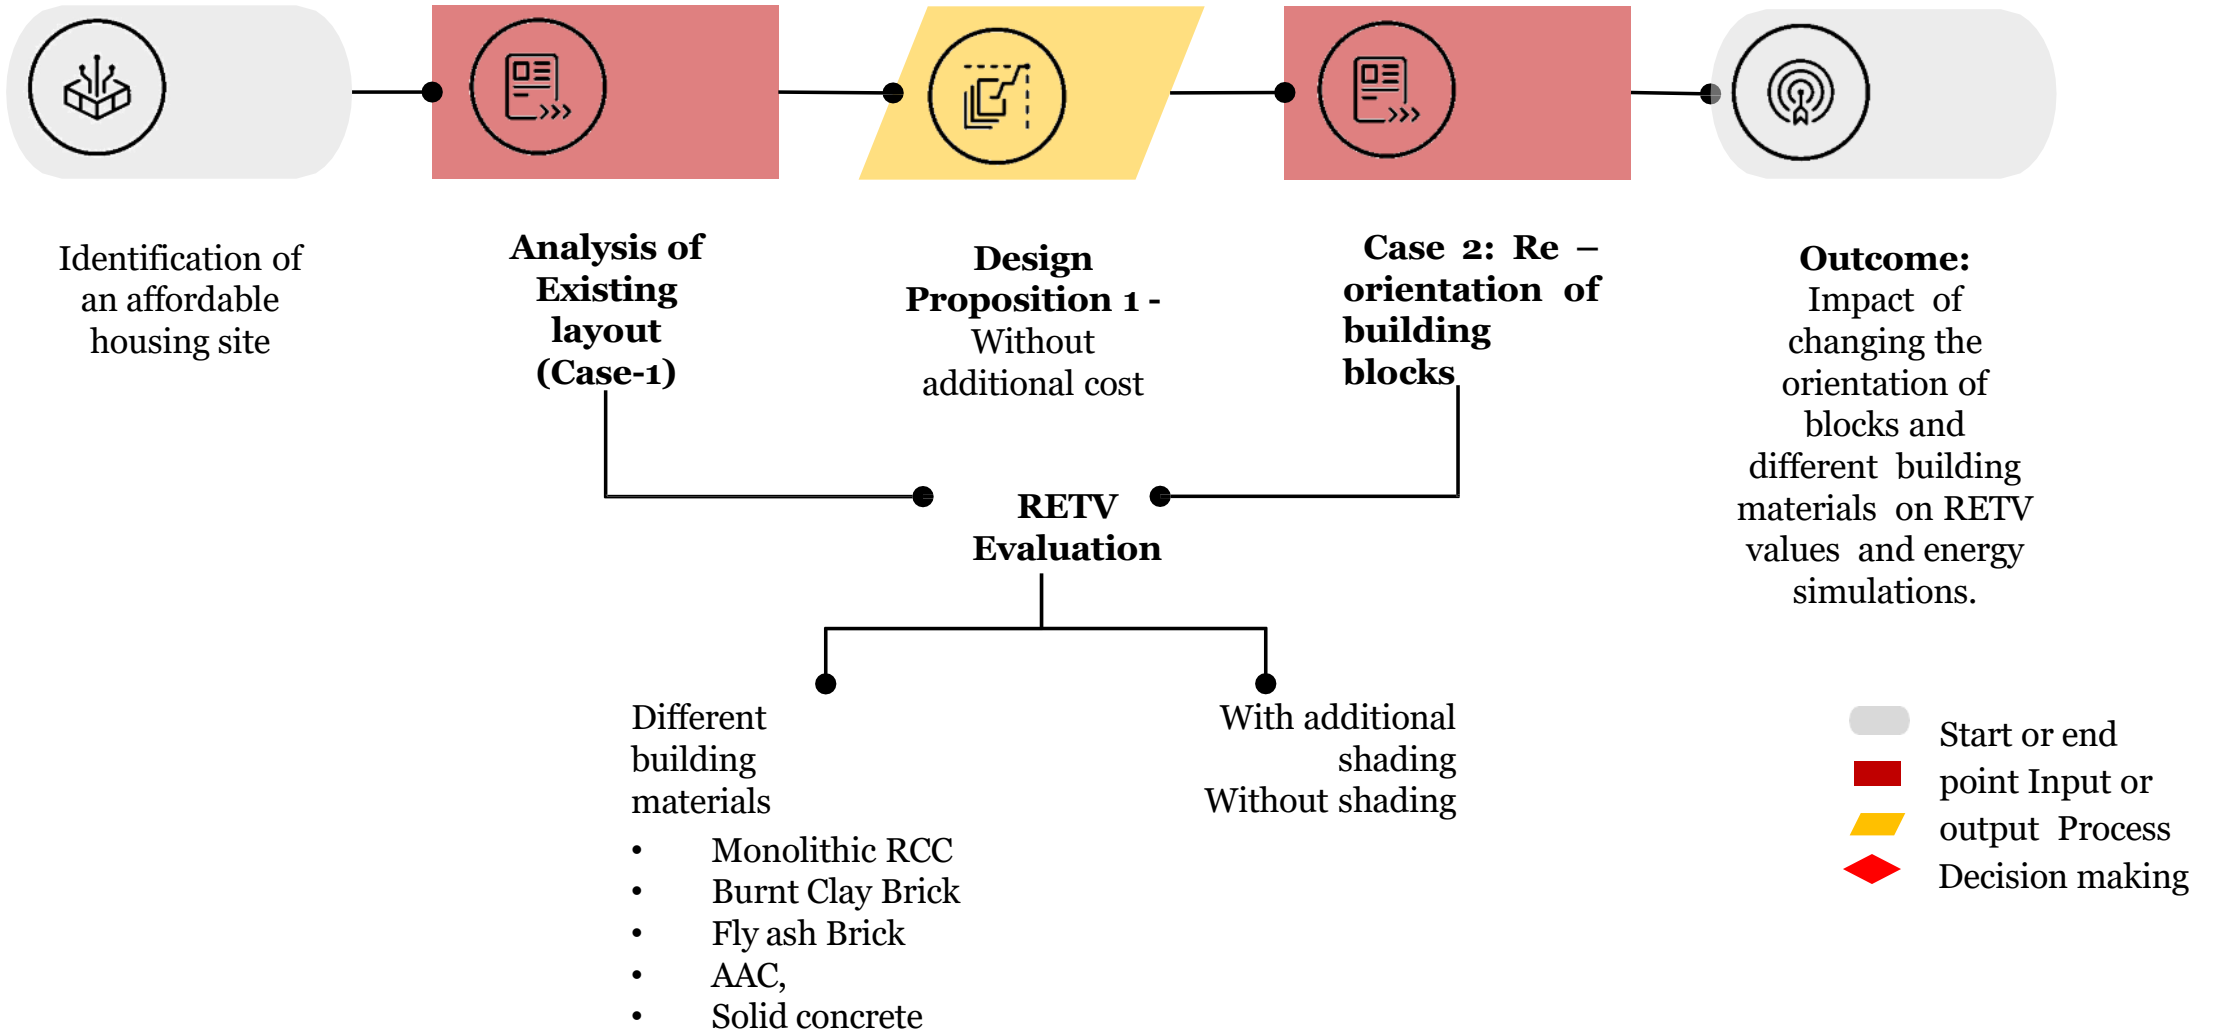 Identification of
an affordable
housing site
Analysis of
Existing
layout
(Case-1)
Design
Proposition 1 -
Without
additional cost
Case 2: Re –
orientation of
building
blocks
Outcome:
Impact of
changing the
orientation of
blocks and
different building
materials on RETV
values and energy
simulations.
RETV
Evaluation
Different
building
materials
• Monolithic RCC
• Burnt Clay Brick
• Fly ash Brick
• AAC,
• Solid concrete
With additional
shading
Without shading
Start or end
point Input or
output Process
Decision making